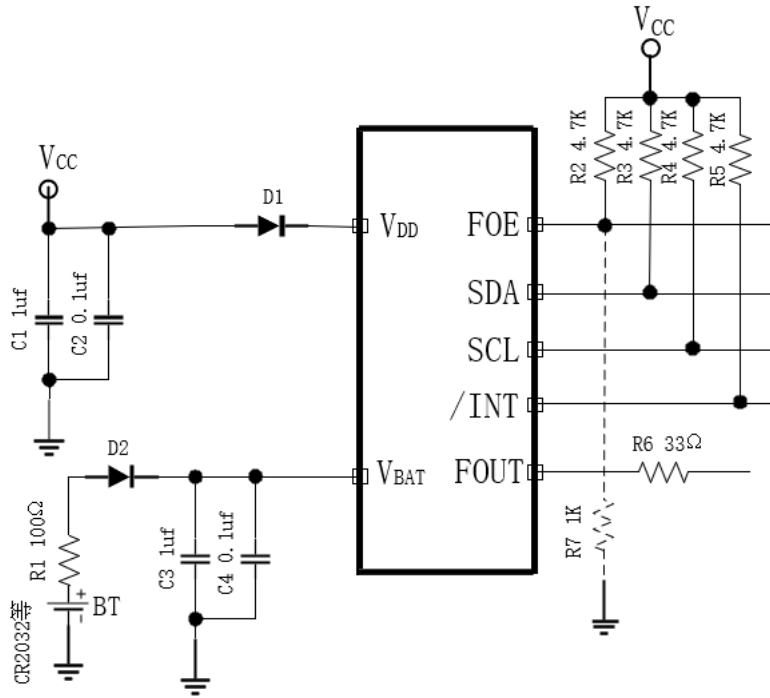 VCC
R2 4.7K
R3 4.7K
R4 4.7K
R5 4.7K
VCC
D1
VDD
FOE
C1 1uf
C2 0.1uf
SDA
SCL
/INT
D2
VBAT
FOUT
R6 33Ω
R1 100Ω
C3 1uf
C4 0.1uf
R7 1K
CR2032等
+
-
BT